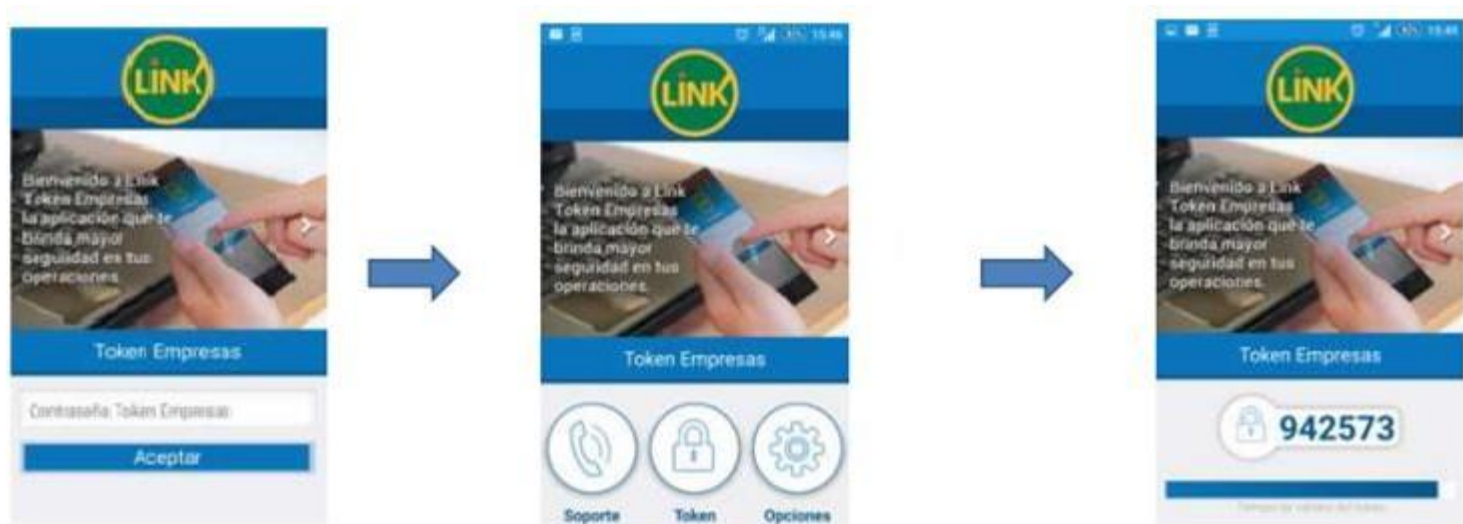 LINK
Bienvenido a Link
Token Empresas
la aplicación que te
brinda mayor
seguridad en tus
operaciones.
Token Empresas
Contraseña Token Empresas
Aceptar
LINK
Bienvenido a Link
Token Empresas
la aplicación que te
brinda mayor
seguridad en tus
operaciones.
Token Empresas
Soporte
Token
Opciones
LINK
Bienvenido a Link
Token Empresas
la aplicación que te
brinda mayor
seguridad en tus
operaciones.
Token Empresas
942573